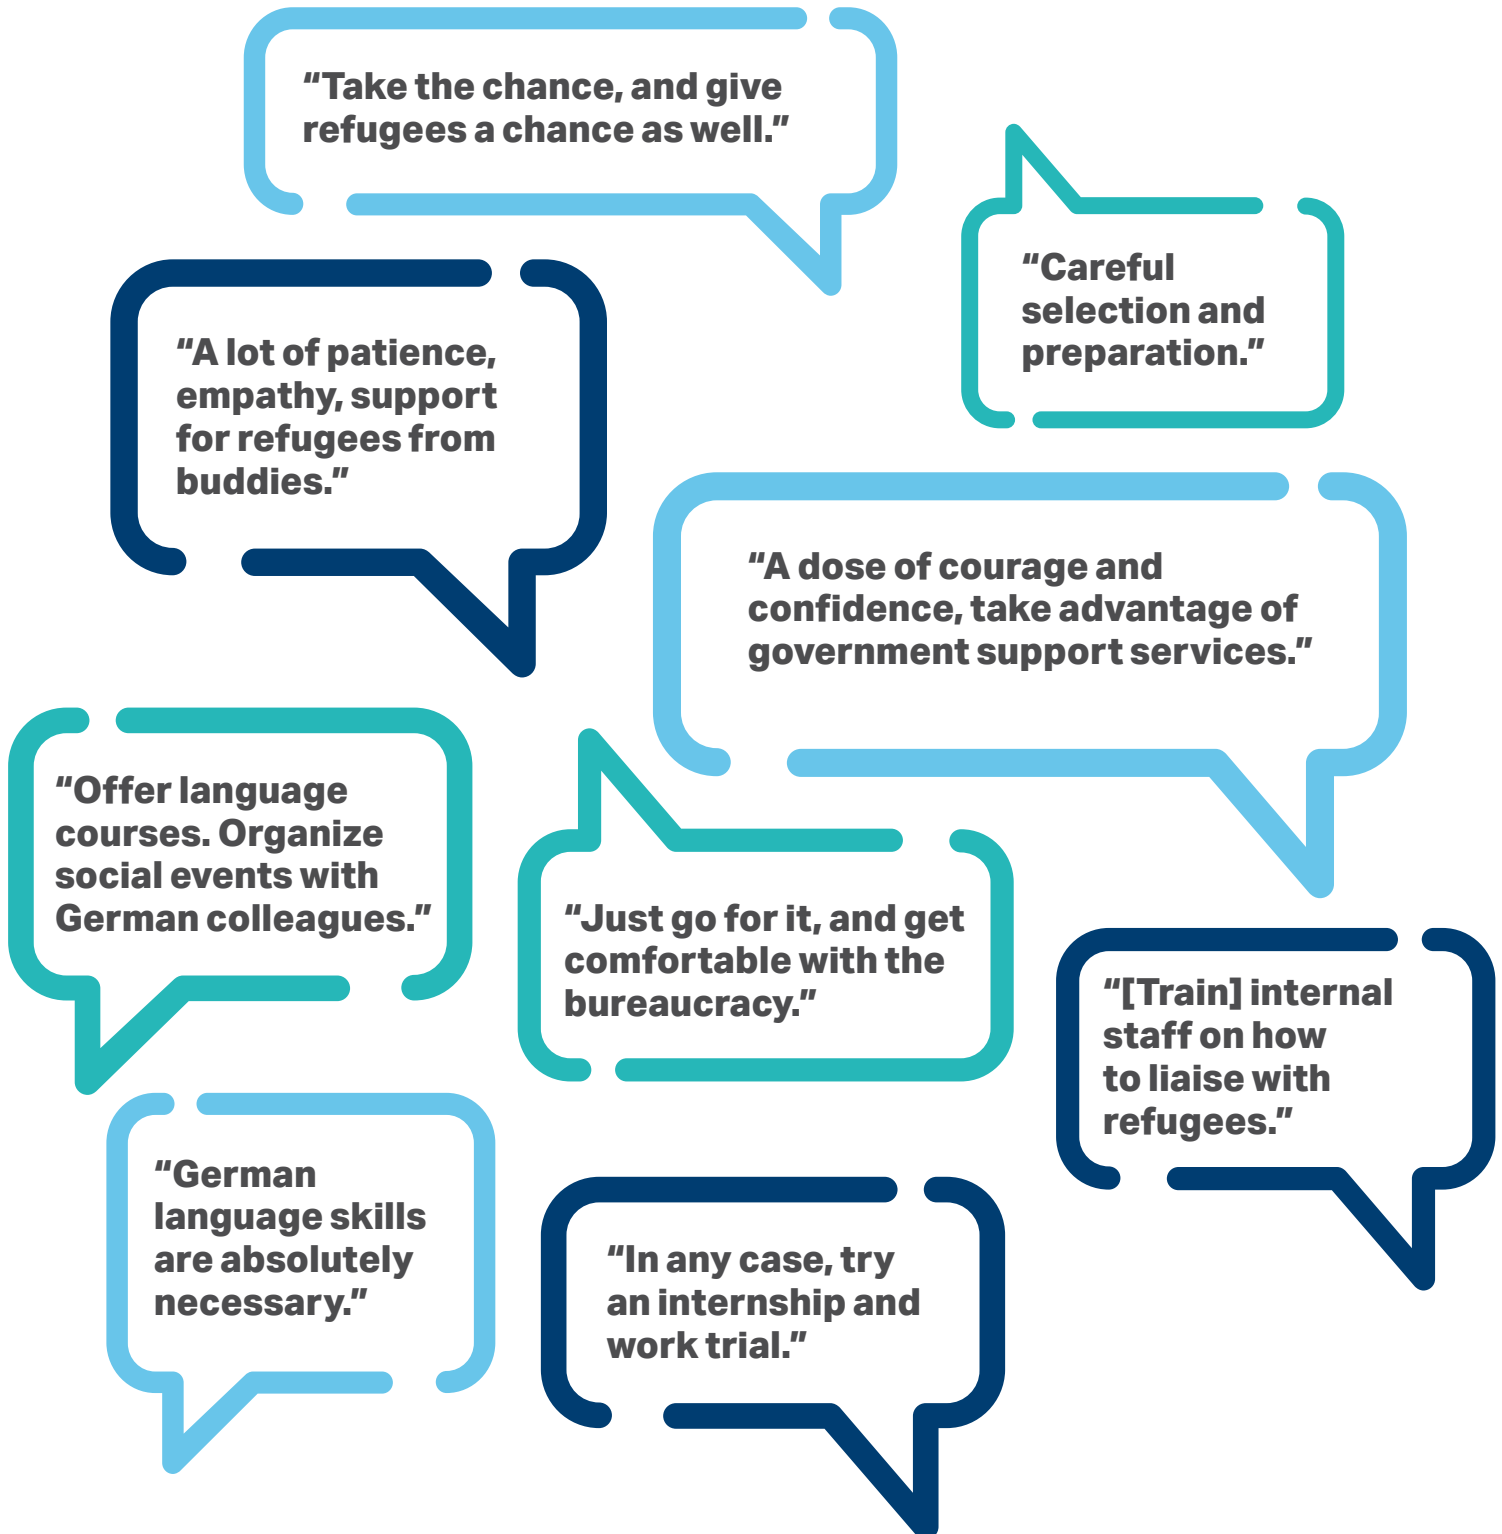 “Take the chance, and give
refugees a chance as well.”
“Careful
selection and
preparation.”
“A lot of patience,
empathy, support
for refugees from
buddies.”
“A dose of courage and
confidence, take advantage of
government support services.”
“Offer language
courses. Organize
social events with
German colleagues.”
“Just go for it, and get
comfortable with the
bureaucracy.”
“[Train] internal
staff on how
to liaise with
refugees.”
“German
language skills
are absolutely
necessary.”
“In any case, try
an internship and
work trial.”